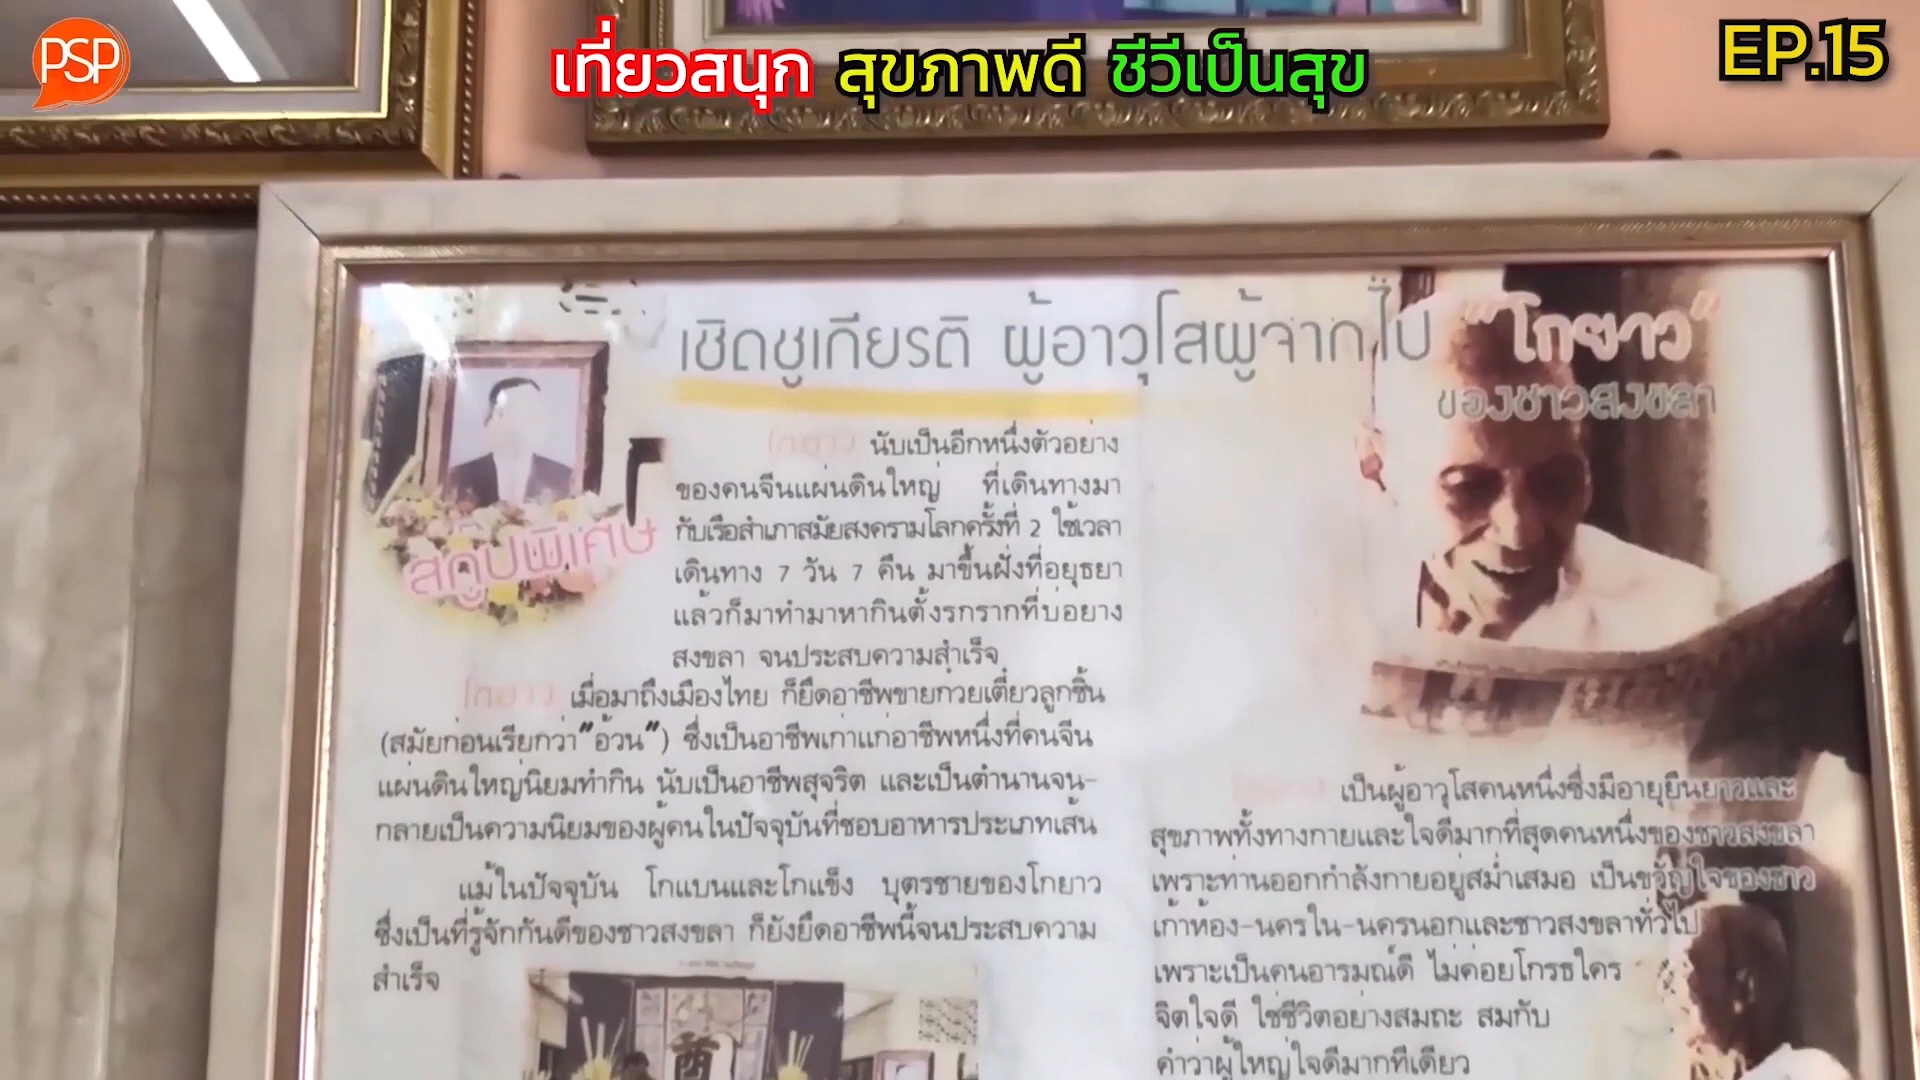 PSP
เที่ยวสนุก สุขภาพดี ชีวีเป็นสุข
EP.15
เชิดชูเกียรติ ผู้อาวุโสผู้จากไป "โกยาว"
ของชาวสงขลา
สกู๊ปพิเศษ
โกยาว นับเป็นอีกหนึ่งตัวอย่าง
ของคนจีนแผ่นดินใหญ่ ที่เดินทางมา
กับเรือสำเภาสมัยสงครามโลกครั้งที่ 2 ใช้เวลา
เดินทาง 7 วัน 7 คืน มาขึ้นฝั่งที่อยุธยา
แล้วก็มาทำมาหากินตั้งรกรากที่บ่อยาง
สงขลา จนประสบความสำเร็จ
โกยาว เมื่อมาถึงเมืองไทย ก็ยึดอาชีพขายก๋วยเตี๋ยวลูกชิ้น
(สมัยก่อนเรียกว่า"อ้วน") ซึ่งเป็นอาชีพเก่าแก่อาชีพหนึ่งที่คนจีน
แผ่นดินใหญ่นิยมทำกิน นับเป็นอาชีพสุจริต และเป็นตำนานจน-
กลายเป็นความนิยมของผู้คนในปัจจุบันที่ชอบอาหารประเภทเส้น
แม้ในปัจจุบัน โกแบนและโกแข็ง บุตรชายของโกยาว
ซึ่งเป็นที่รู้จักกันดีของชาวสงขลา ก็ยังยึดอาชีพนี้จนประสบความ
สำเร็จ
เป็นผู้อาวุโสคนหนึ่งซึ่งมีอายุยืนยาวและ
สุขภาพทั้งทางกายและใจดีมากที่สุดคนหนึ่งของชาวสงขลา
เพราะท่านออกกำลังกายอยู่สม่ำเสมอ เป็นขวัญใจของชาว
เก้าห้อง-นครใน-นครนอกและชาวสงขลาทั่วไป
เพราะเป็นคนอารมณ์ดี ไม่ค่อยโกรธใคร
จิตใจดี ใช้ชีวิตอย่างสมถะ สมกับ
คำว่าผู้ใหญ่ใจดีมากทีเดียว